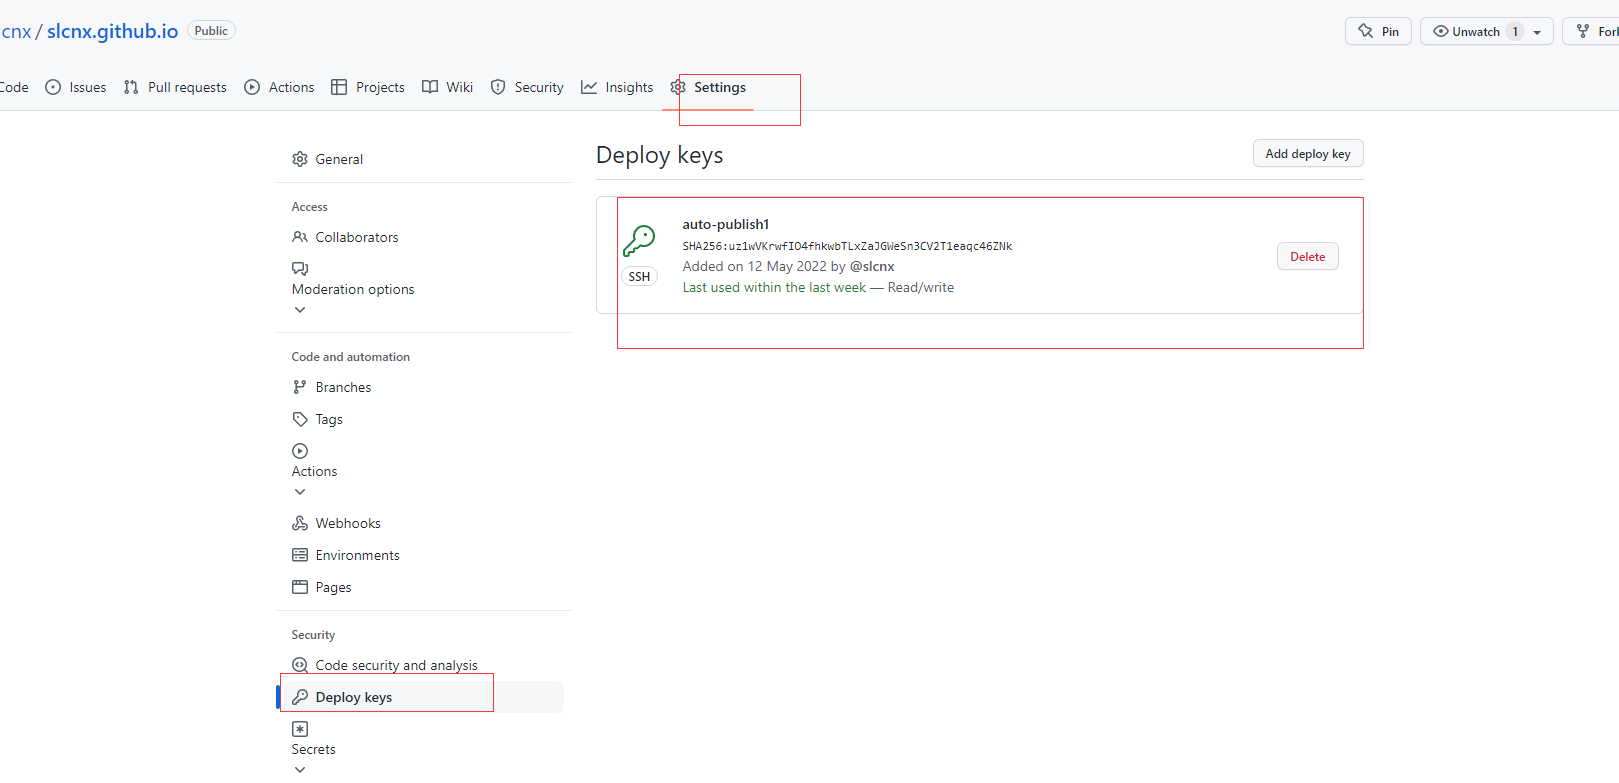 cnx / slcnx.github.io Public
Pin
Unwatch 1
Code
Issues
Pull requests
Actions
Projects
Wiki
Security
Insights
Settings
General
Access
Collaborators
Moderation options
Code and automation
Branches
Tags
Actions
Webhooks
Environments
Pages
Security
Code security and analysis
Deploy keys
Secrets
Deploy keys
Add deploy key
auto-publish1
SHA256:uz1wVKrwfIO4fhkwbTLxZaJGWeSn3CV2T1eaqc46ZNk
SSH
Added on 12 May 2022 by @slcnx
Last used within the last week — Read/write
Delete